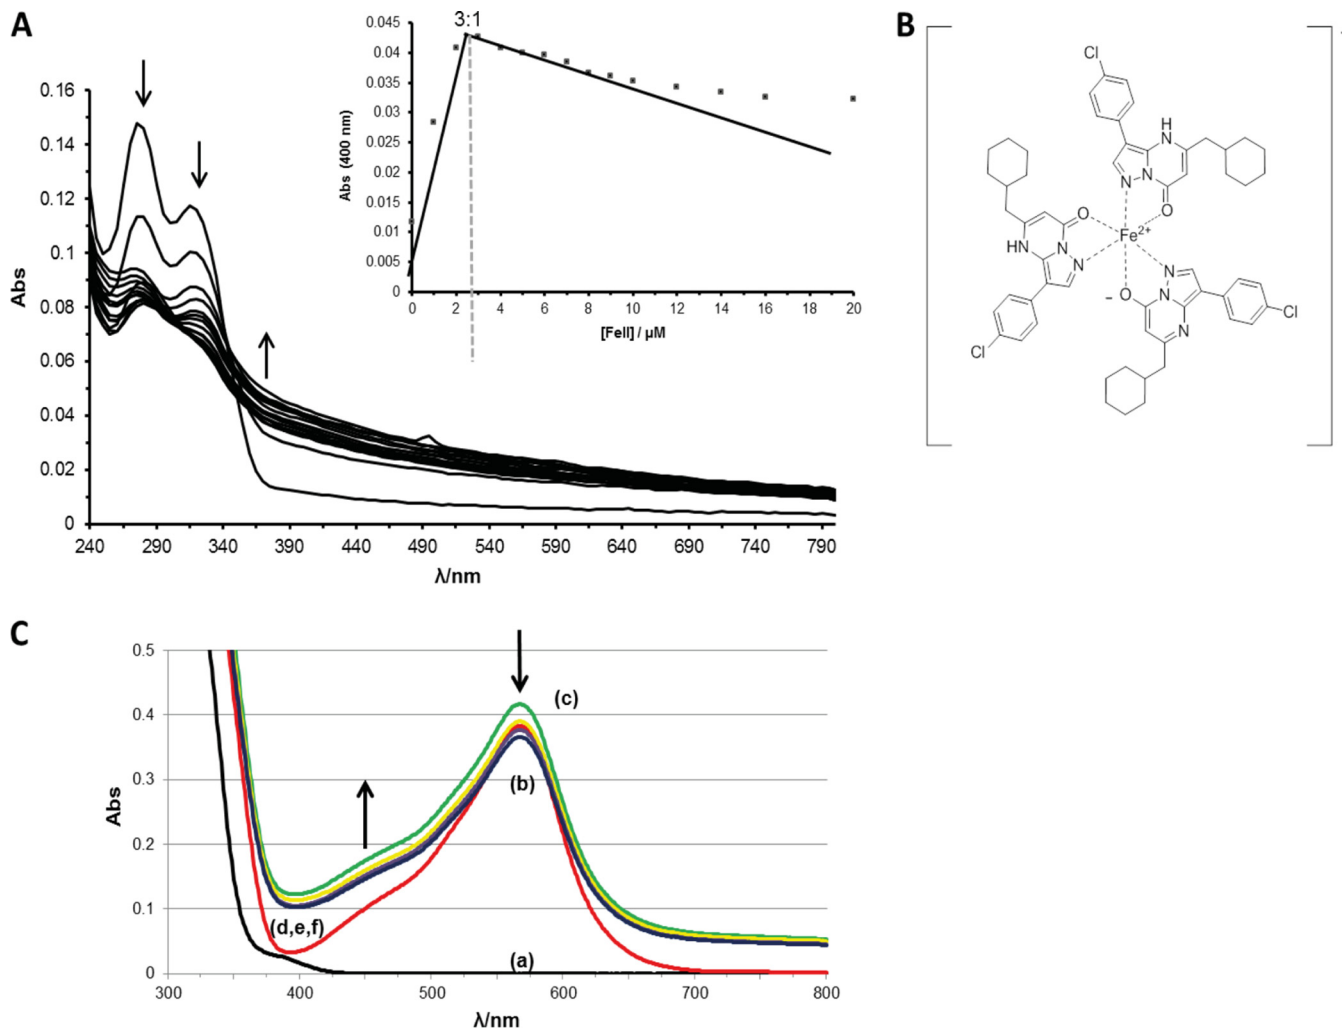 A
0.16
0.14
0.12
0.1
0.08
0.06
0.04
0.02
0
Abs
240 290 340 390 440 490 540 590 640 690 740 790
λ/nm
3:1
0.045
0.04
0.035
0.03
0.025
0.02
0.015
0.01
0.005
0
Abs (400 nm)
0 2 4 6 8 10 12 14 16 18 20
[FeII] / µM
B
Cl
H
N
N
N
O
O
Fe2+
HN
N
N
N
N
− O
N
Cl
N
Cl
C
0.5
0.4
0.3
0.2
0.1
0
Abs
(c)
(b)
(d,e,f)
(a)
300 400 500 600 700 800
λ/nm